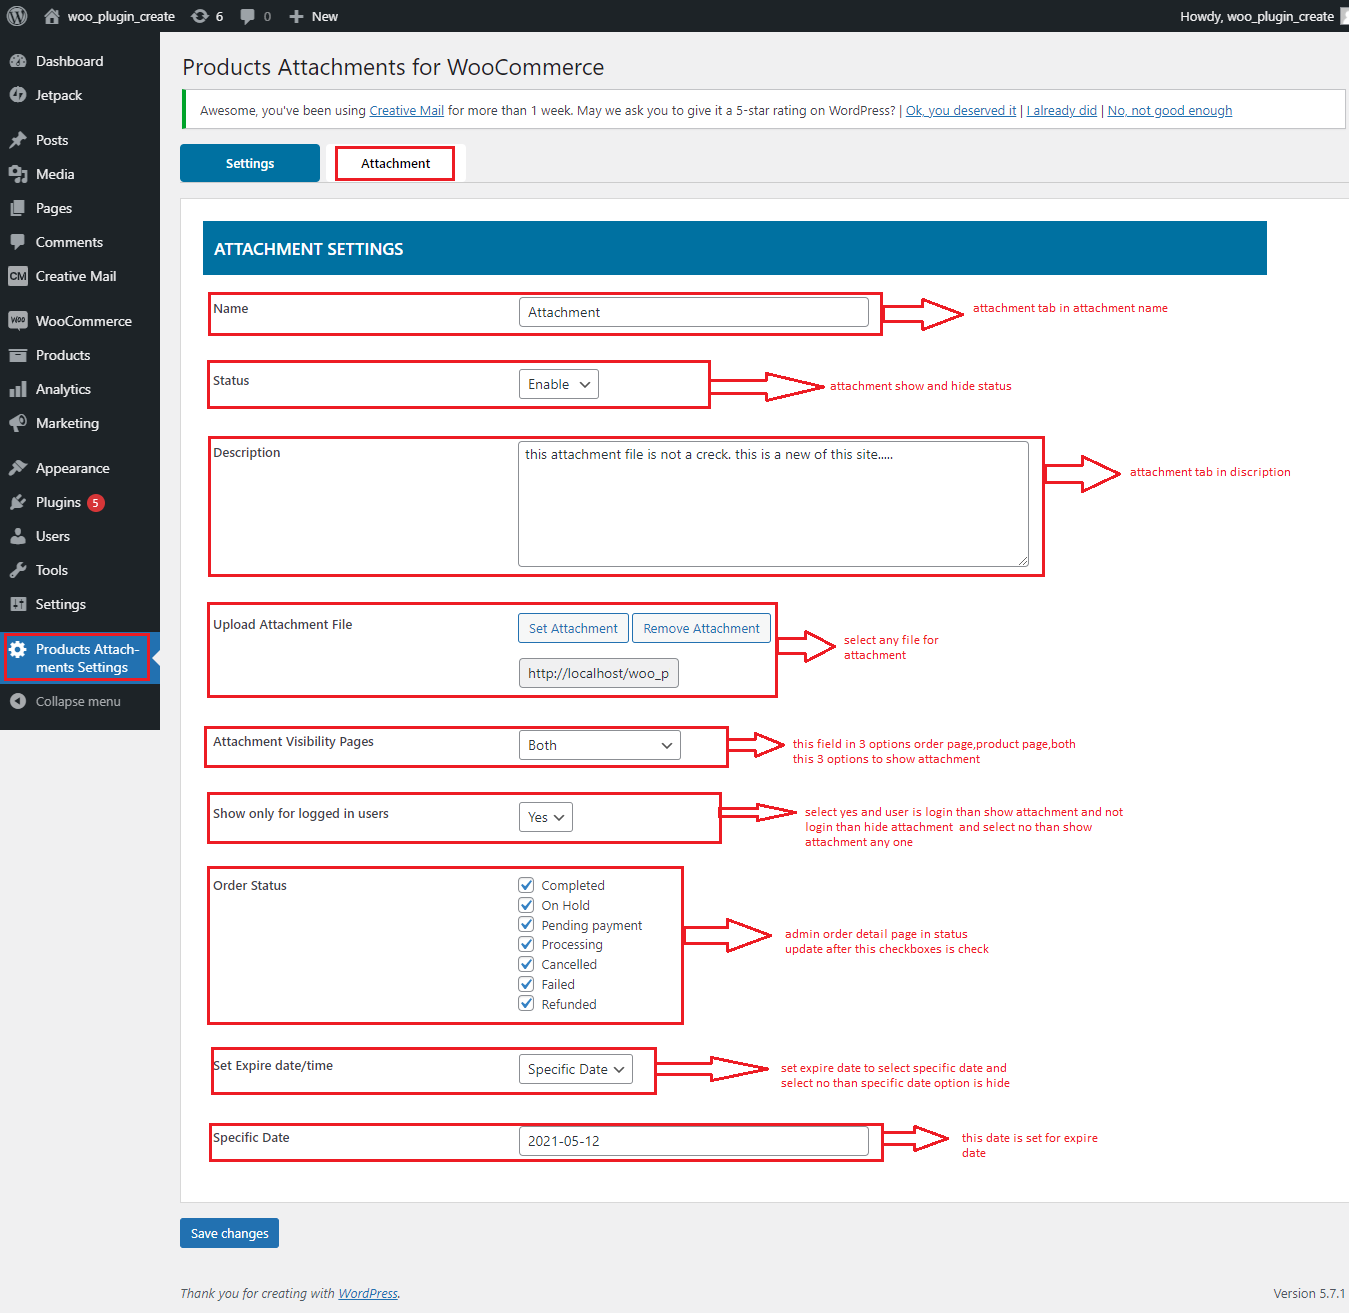 woo_plugin_create 6 0 New Howdy, woo_plugin_create
Dashboard
Jetpack
Posts
Media
Pages
Comments
CM Creative Mail
Woo WooCommerce
Products
Analytics
Marketing
Appearance
Plugins 5
Users
Tools
Settings
Products Attach-
ments Settings
Collapse menu
Products Attachments for WooCommerce
Awesome, you've been using Creative Mail for more than 1 week. May we ask you to give it a 5-star rating on WordPress? | Ok, you deserved it | I already did | No, not good enough
Settings Attachment
ATTACHMENT SETTINGS
Name Attachment attachment tab in attachment name
Status Enable attachment show and hide status
Description this attachment file is not a creck. this is a new of this site.....
attachment tab in discription
Upload Attachment File Set Attachment Remove Attachment
http://localhost/woo_p
select any file for
attachment
Attachment Visibility Pages Both
this field in 3 options order page,product page,both
this 3 options to show attachment
Show only for logged in users Yes
select yes and user is login than show attachment and not
login than hide attachment and select no than show
attachment any one
Order Status
Completed
On Hold
Pending payment
Processing
Cancelled
Failed
Refunded
admin order detail page in status
update after this checkboxes is check
Set Expire date/time Specific Date
set expire date to select specific date and
select no than specific date option is hide
Specific Date 2021-05-12
this date is set for expire
date
Save changes
Thank you for creating with WordPress. Version 5.7.1